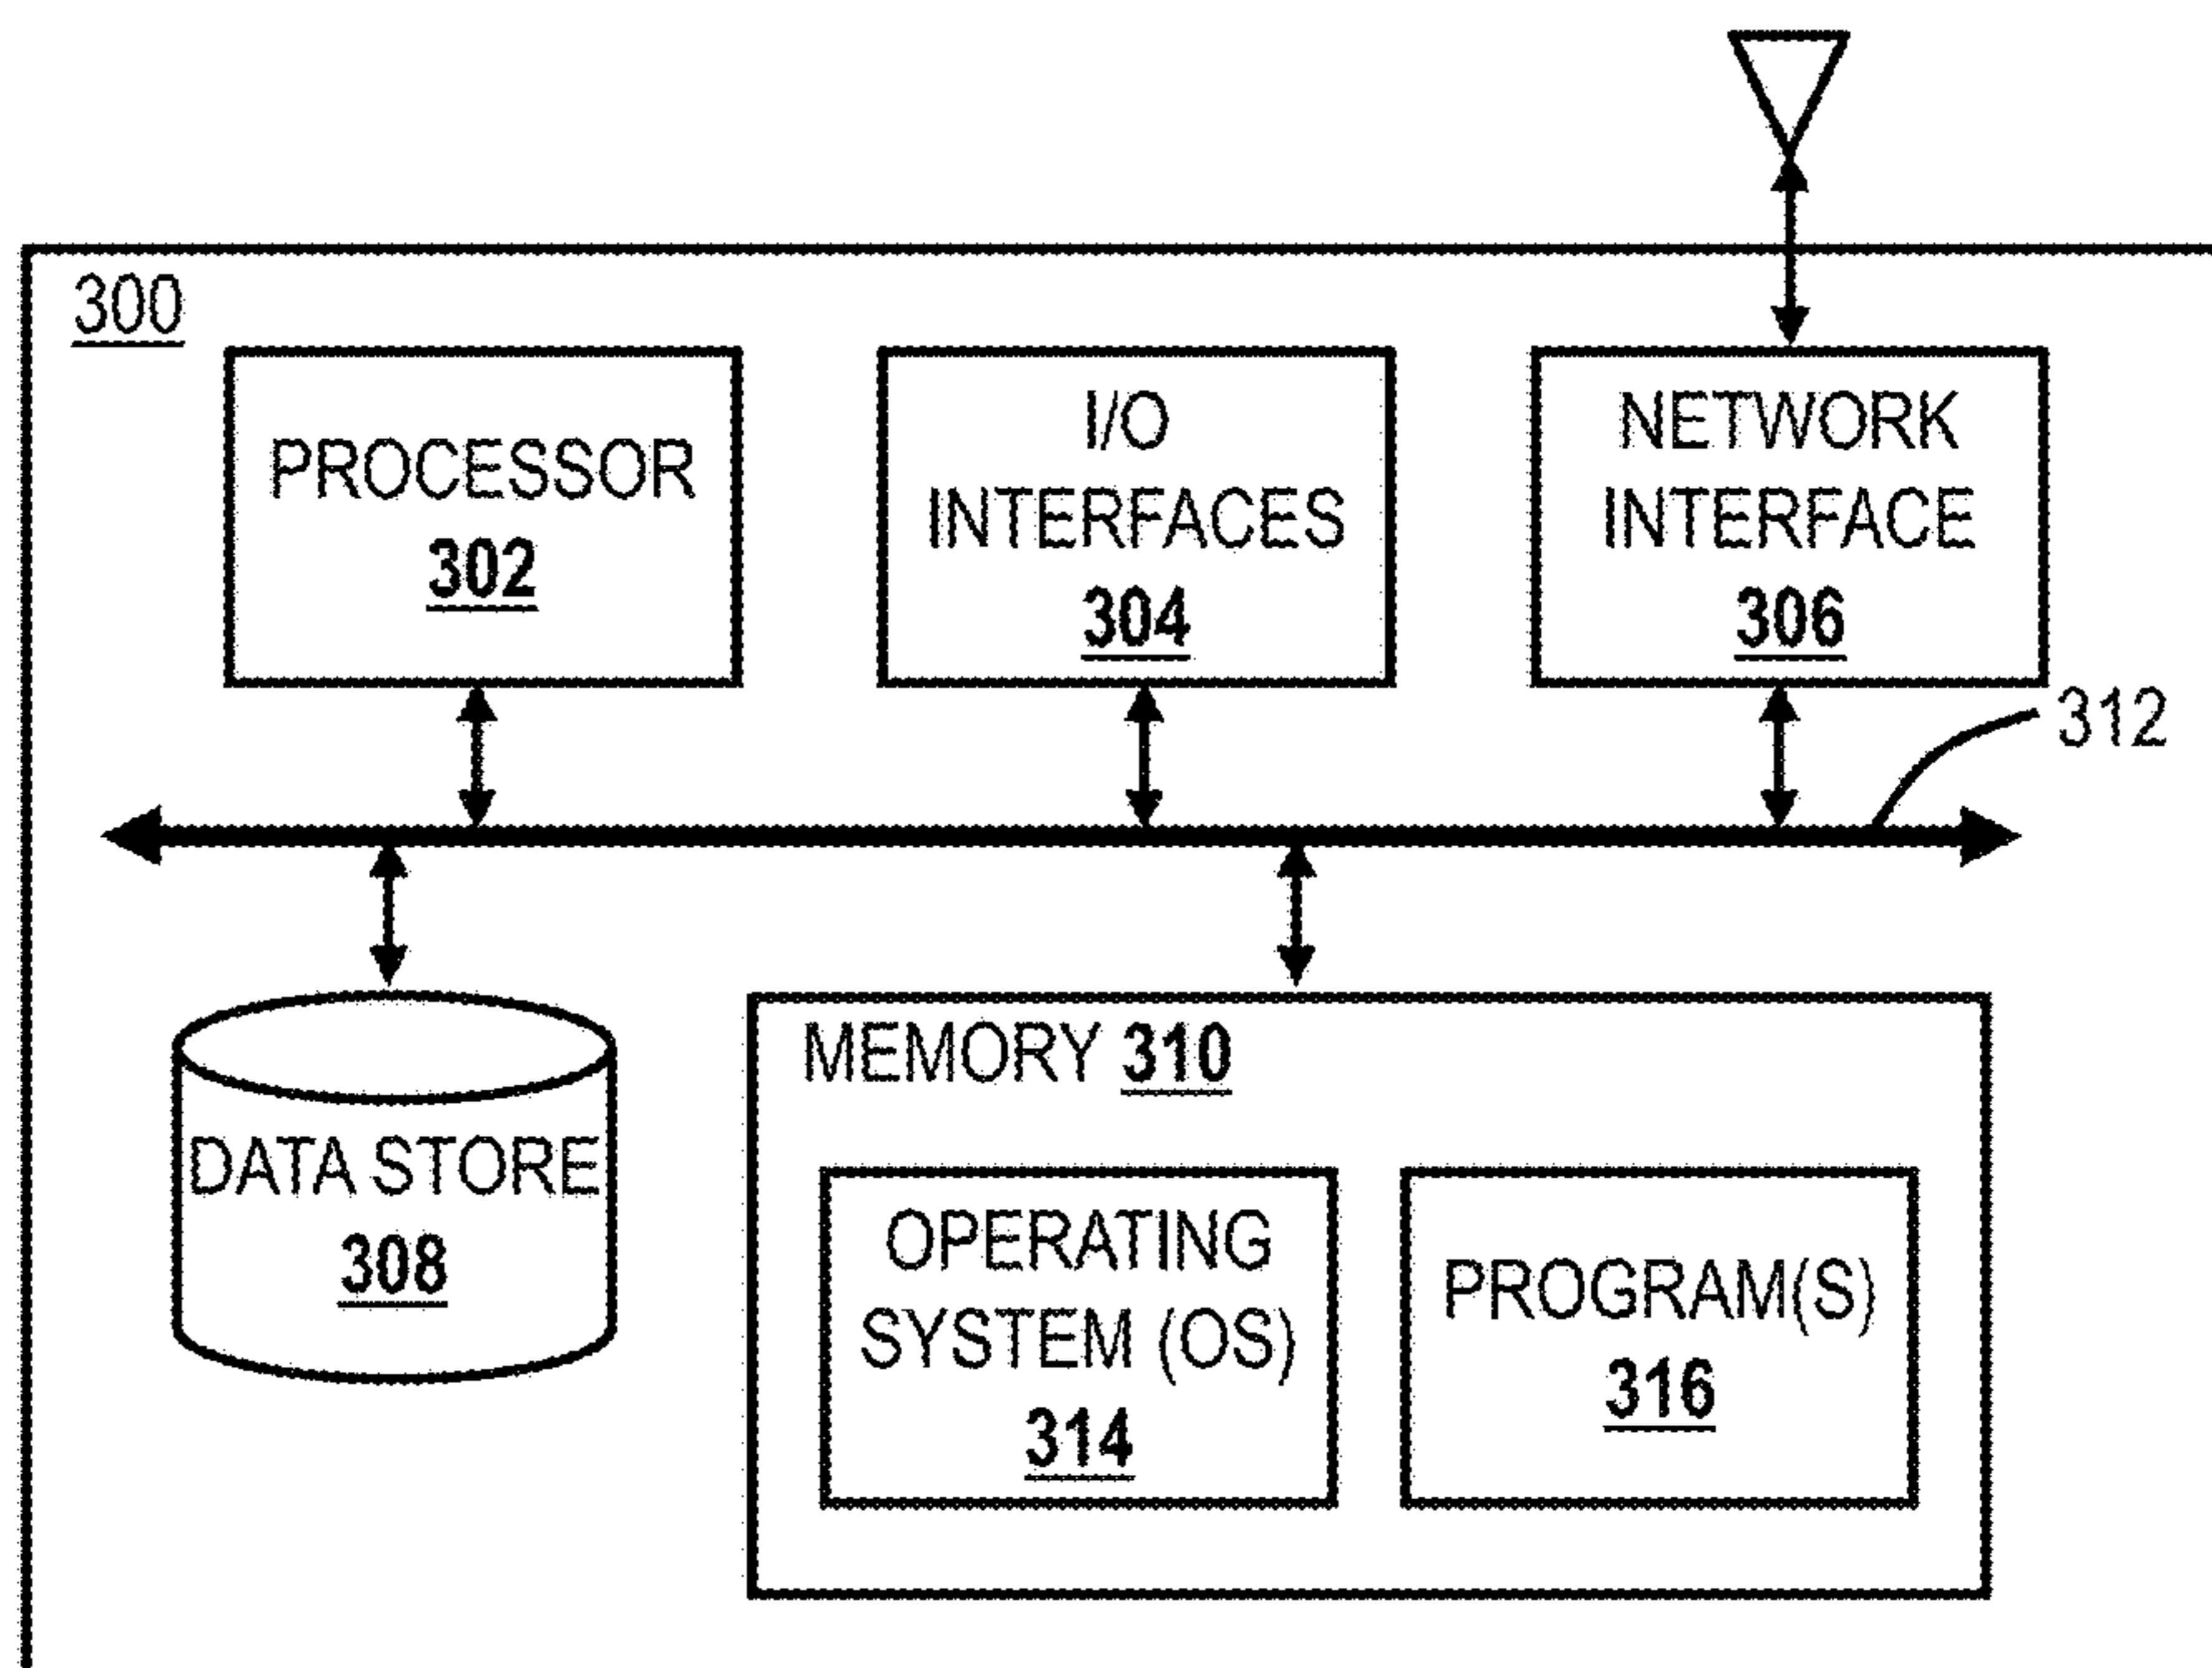 300
PROCESSOR
302
I/O
INTERFACES
304
NETWORK
INTERFACE
306
312
DATA STORE
308
MEMORY 310
OPERATING
SYSTEM (OS)
314
PROGRAM(S)
316